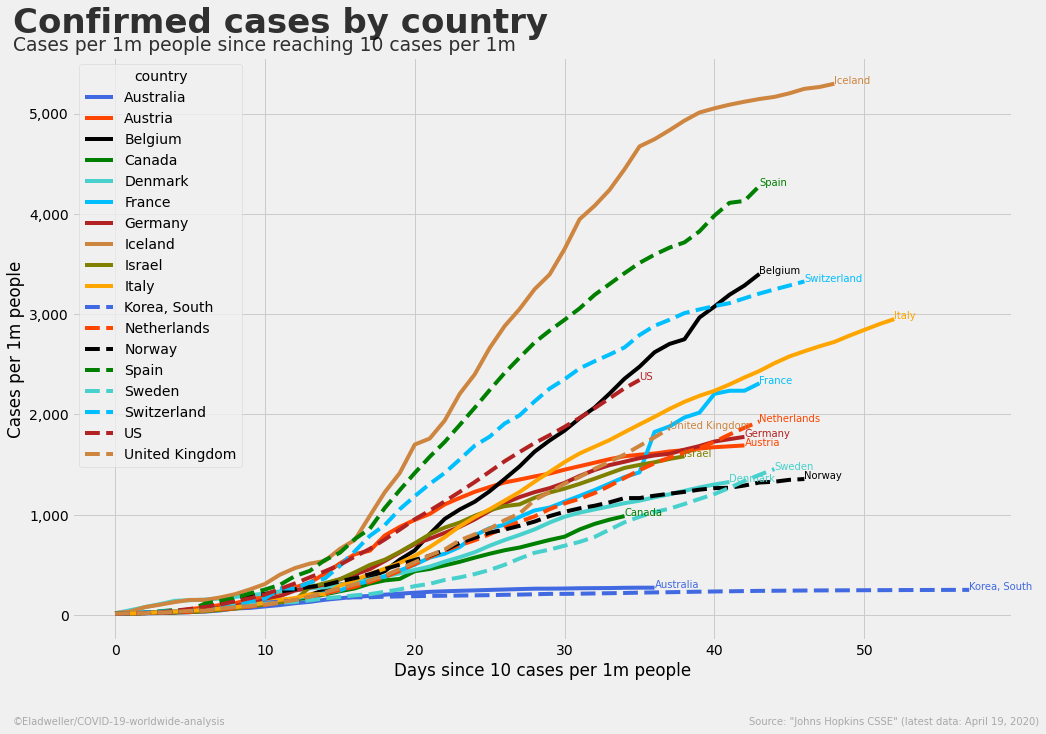 Confirmed cases by country
Cases per 1m people since reaching 10 cases per 1m
country
Australia
Austria
Belgium
Canada
Denmark
France
Germany
Iceland
Israel
Italy
Korea, South
Netherlands
Norway
Spain
Sweden
Switzerland
US
United Kingdom
Cases per 1m people
5,000
4,000
3,000
2,000
1,000
0
Iceland
Spain
Belgium
Switzerland
Italy
US
France
Netherlands
United Kingdom
Germany
Austria
Israel
Sweden
Denmark
Norway
Canada
Australia
Korea, South
0 10 20 30 40 50
Days since 10 cases per 1m people
©Eladweller/COVID-19-worldwide-analysis
Source: "Johns Hopkins CSSE" (latest data: April 19, 2020)